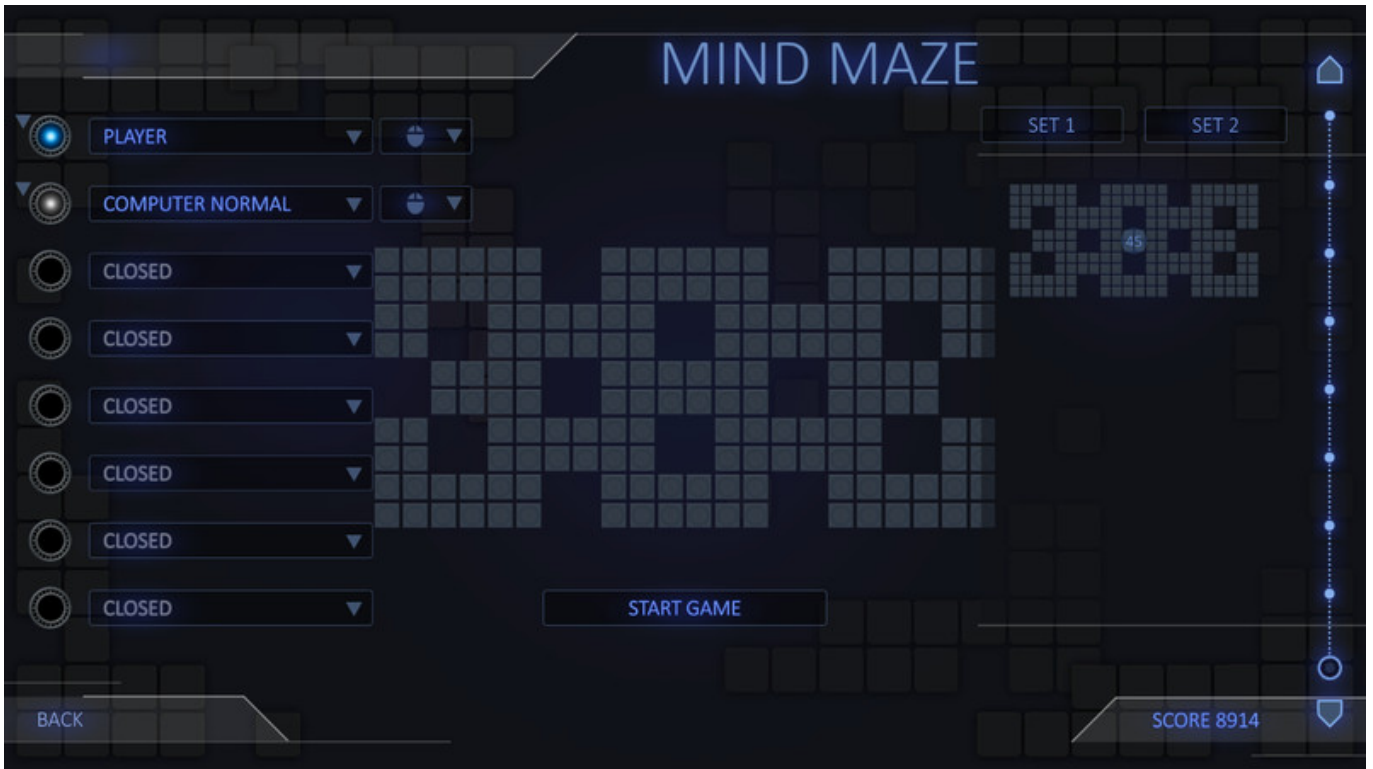 MIND MAZE
SET 1
SET 2
PLAYER
COMPUTER NORMAL
45
CLOSED
CLOSED
CLOSED
CLOSED
CLOSED
CLOSED
START GAME
BACK
SCORE 8914